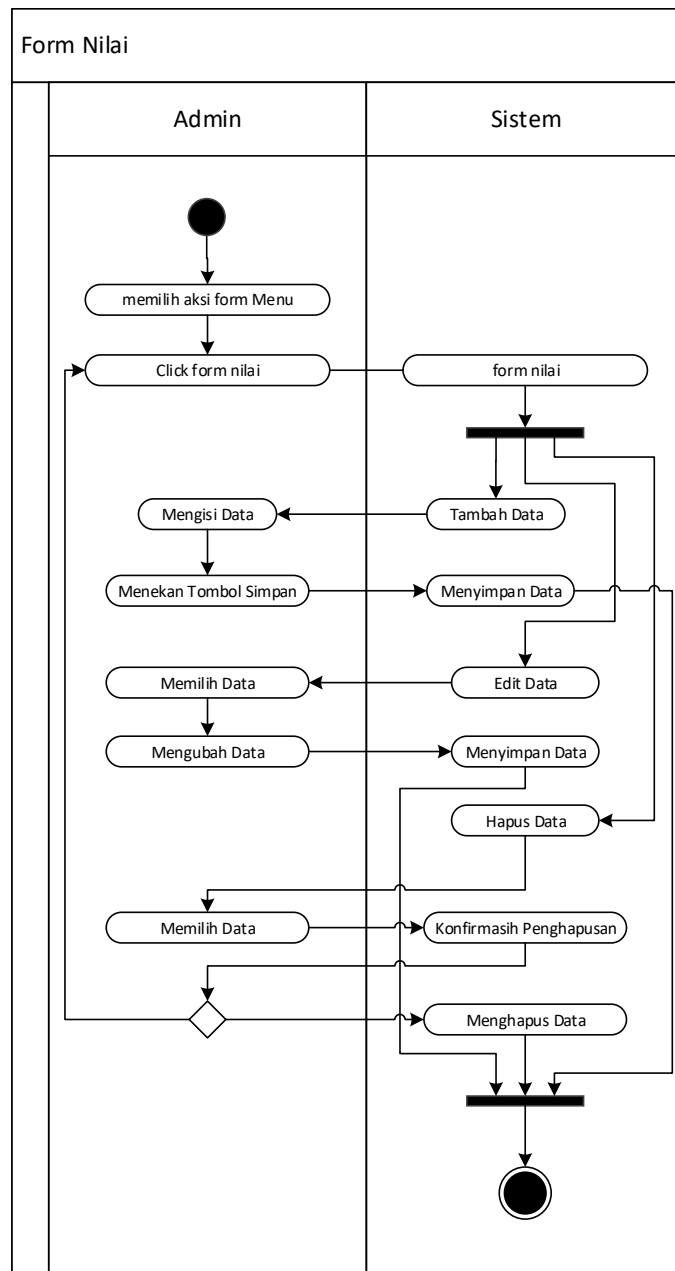 Form Nilai
Admin
Sistem
memilih aksi form Menu
Click form nilai
form nilai
Mengisi Data
Tambah Data
Menekan Tombol Simpan
Menyimpan Data
Memilih Data
Edit Data
Mengubah Data
Menyimpan Data
Hapus Data
Memilih Data
Konfirmasih Penghapusan
Menghapus Data